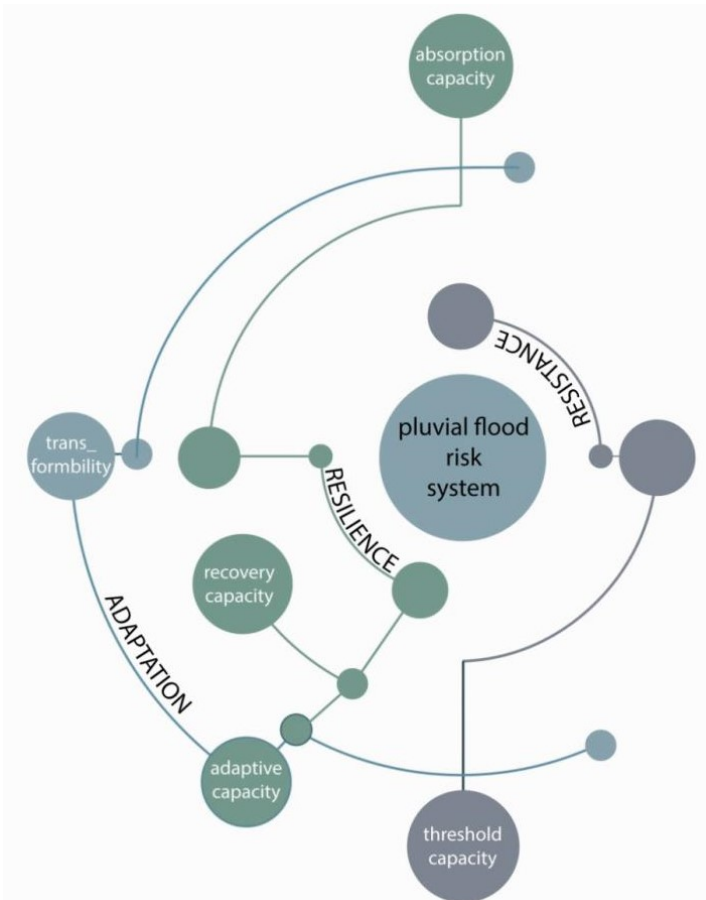 absorption
capacity
RESISTANCE
pluvial flood
risk
system
trans_
formbility
RESILIENCE
recovery
capacity
ADAPTATION
adaptive
capacity
threshold
capacity